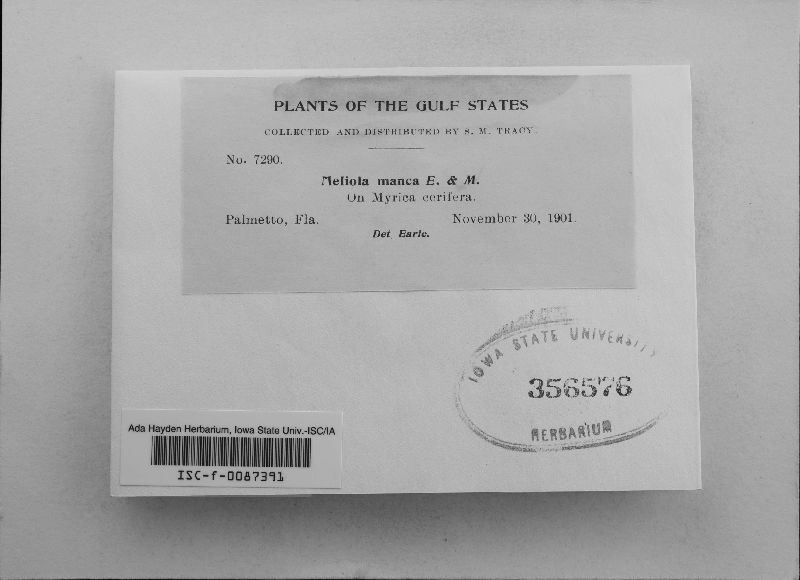 PLANTS OF THE GULF STATES
COLLECTED AND DISTRIBUTED BY S. M. TRACY.
No. 7290.
Meliola manca E. & M.
On Myrica cerifera.
Palmetto, Fla. November 30, 1901.
Det Earle.
IOWA STATE UNIVERSITY
356576
HERBARIUM
Ada Hayden Herbarium, Iowa State Univ.-ISC/IA
ISC-f-0087391